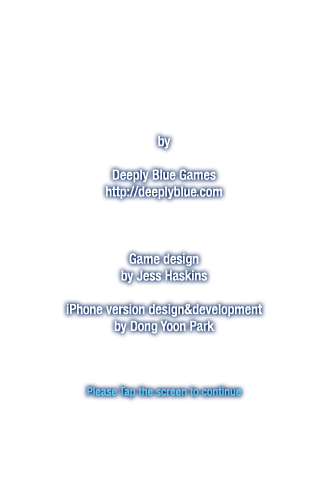 by
Deeply Blue Games
http://deeplyblue.com
Game design
by Jess Haskins
iPhone version design&development
by Dong Yoon Park
Please Tap the screen to continue